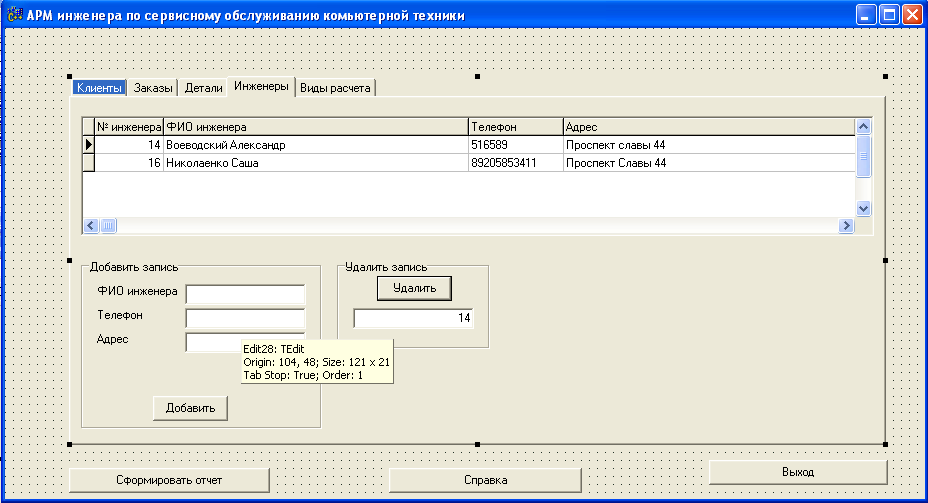 АРМ инженера по сервисному обслуживанию комьютерной техники
Клиенты Заказы Детали Инженеры Виды расчета
№ инженера ФИО инженера Телефон Адрес
14 Воеводский Александр 516589 Проспект славы 44
16 Николаенко Саша 89205853411 Проспект Славы 44
Добавить запись
ФИО инженера
Телефон
Адрес
Добавить
Удалить запись
Удалить
14
Edit28: TEdit
Origin: 104, 48; Size: 121 x 21
Tab Stop: True; Order: 1
Сформировать отчет Справка Выход